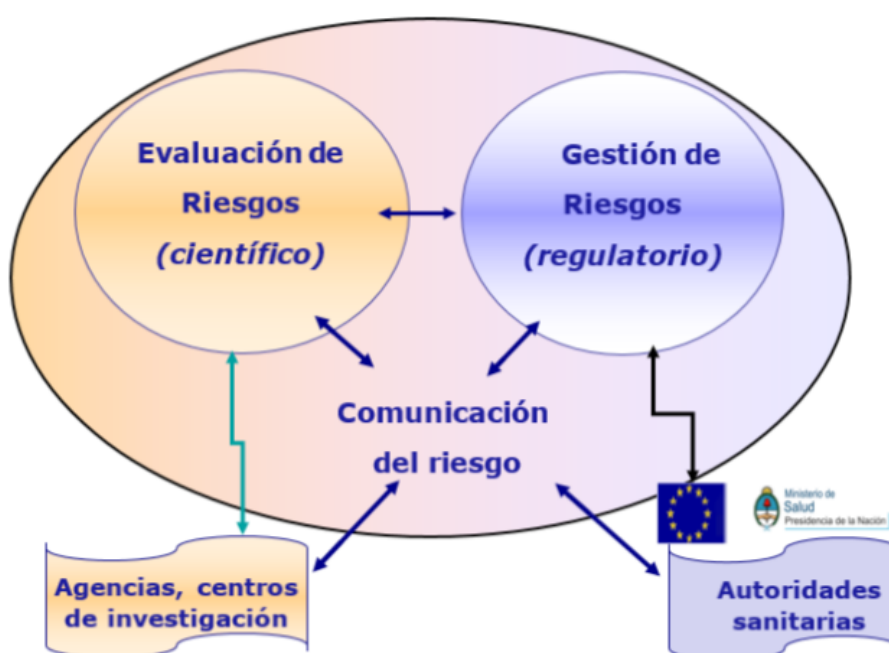 Evaluación de
Riesgos
(científico)
Gestión de
Riesgos
(regulatorio)
Comunicación
del riesgo
Ministerio de
Salud
Presidencia de la Nación
Agencias, centros
de investigación
Autoridades
sanitarias